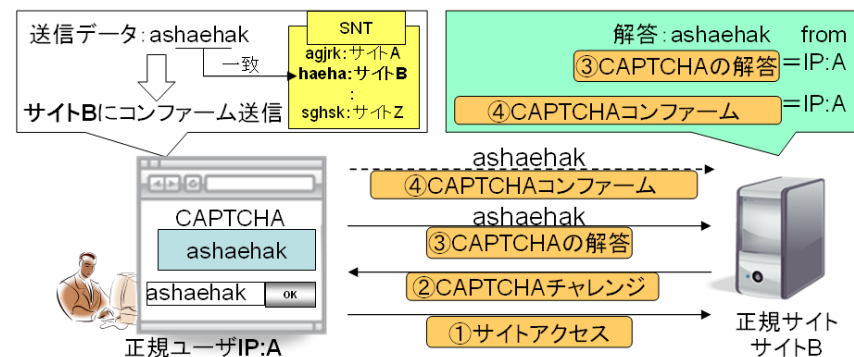 送信データ:ashaehak
一致
サイトBにコンファーム送信
SNT
agjrk:サイトA
haeha:サイトB
:
sghsk:サイトZ
解答:ashaehak from
③CAPTCHAの解答=IP:A
④CAPTCHAコンファーム=IP:A
ashaehak
④CAPTCHAコンファーム
ashaehak
③CAPTCHAの解答
②CAPTCHAチャレンジ
①サイトアクセス
CAPTCHA
ashaehak
ashaehak OK
正規ユーザIP:A
正規サイト
サイトB